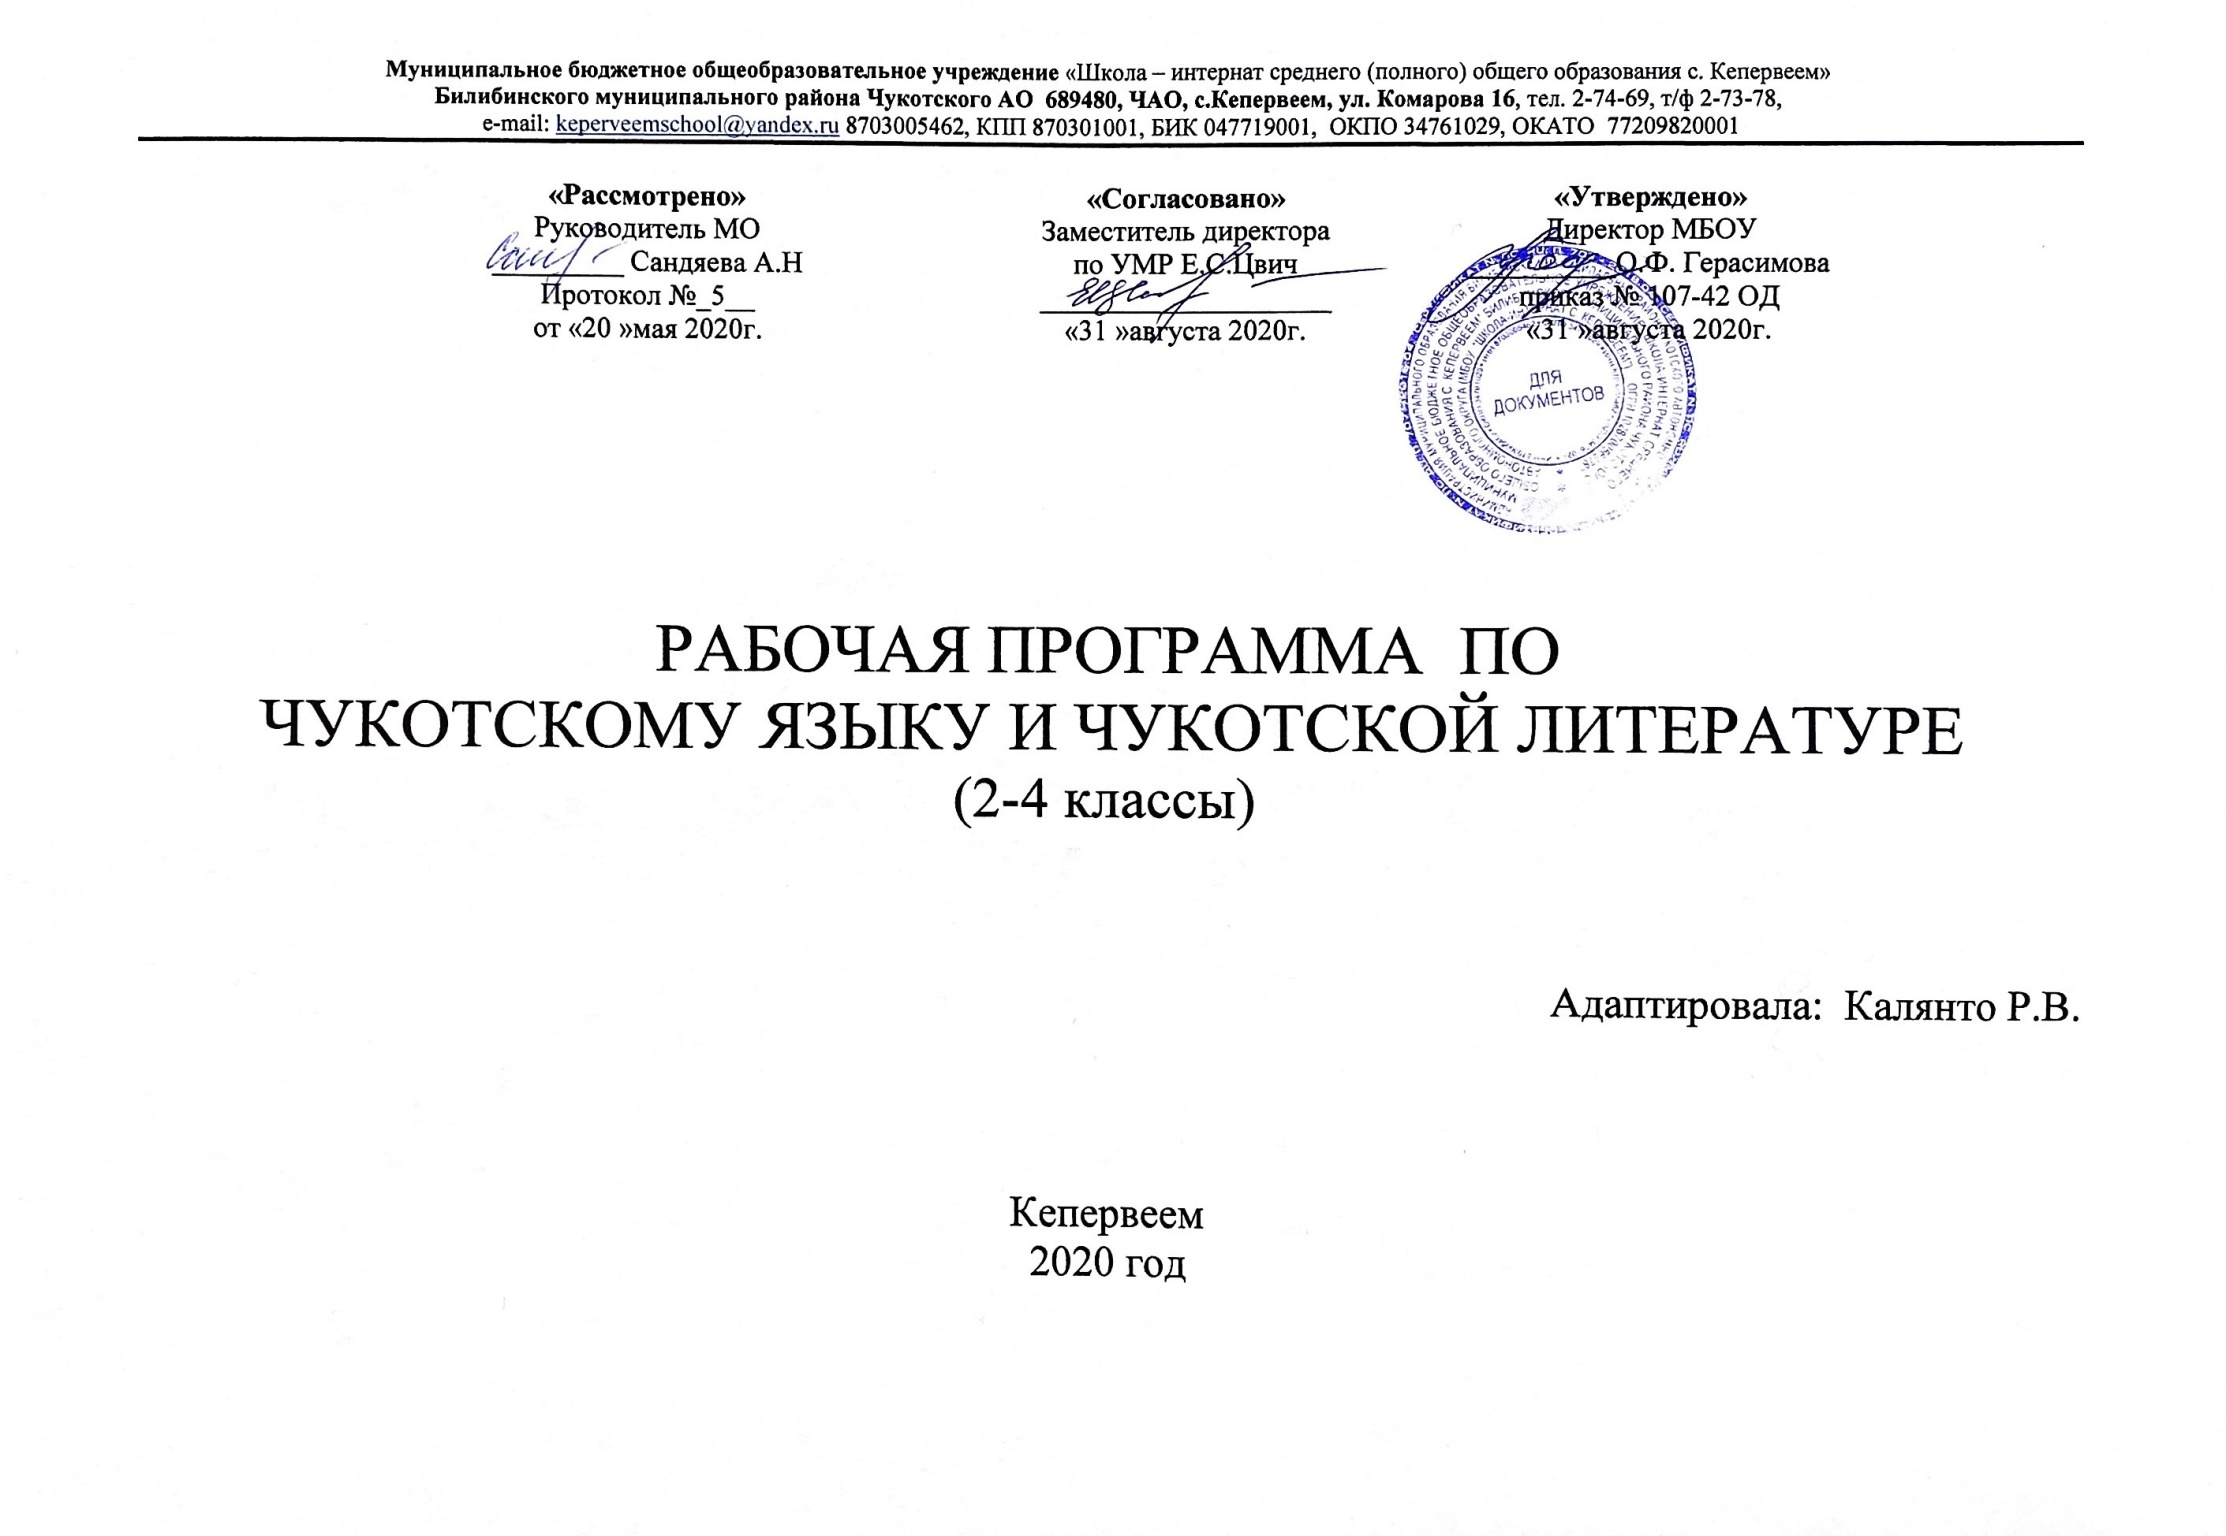 Муниципальное бюджетное общеобразовательное учреждение «Школа – интернат среднего (полного) общего образования с. Кепервеем»
Билибинского муниципального района Чукотского АО  689480, ЧАО, с.Кепервеем, ул. Комарова 16, тел. 2-74-69, т/ф 2-73-78,
e-mail: keperveemschool@yandex.ru 8703005462, КПП 870301001, БИК 047719001,  ОКПО 34761029, ОКАТО  77209820001
«Рассмотрено»
Руководитель МО
_________ Сандяева А.Н
Протокол №_5__
от «20 »мая 2020г.
«Согласовано»
Заместитель директора
по УМР Е.С.Цвич
____________________
«31 »августа 2020г.
«Утверждено»
Директор МБОУ
__________О.Ф. Герасимова
приказ № 107-42 ОД
«31 »августа 2020г.
ДЛЯ
ДОКУМЕНТОВ
РАБОЧАЯ ПРОГРАММА  ПО
ЧУКОТСКОМУ ЯЗЫКУ И ЧУКОТСКОЙ ЛИТЕРАТУРЕ
(2-4 классы)
Адаптировала:  Калянто Р.В.
Кепервеем
2020 год